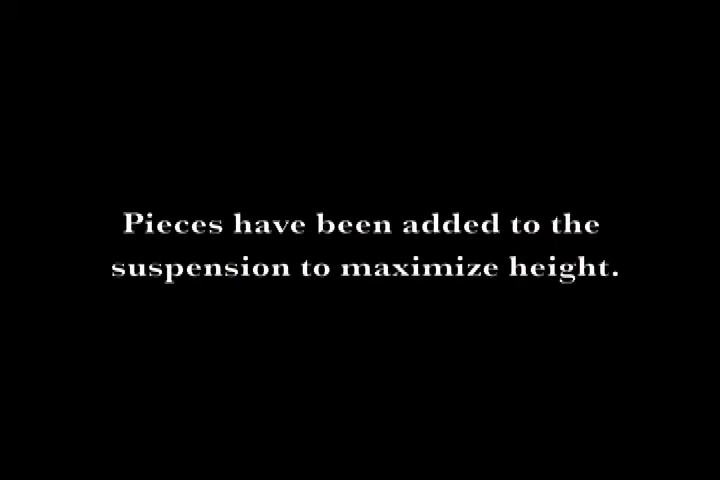 Pieces have been added to the
suspension to maximize height.